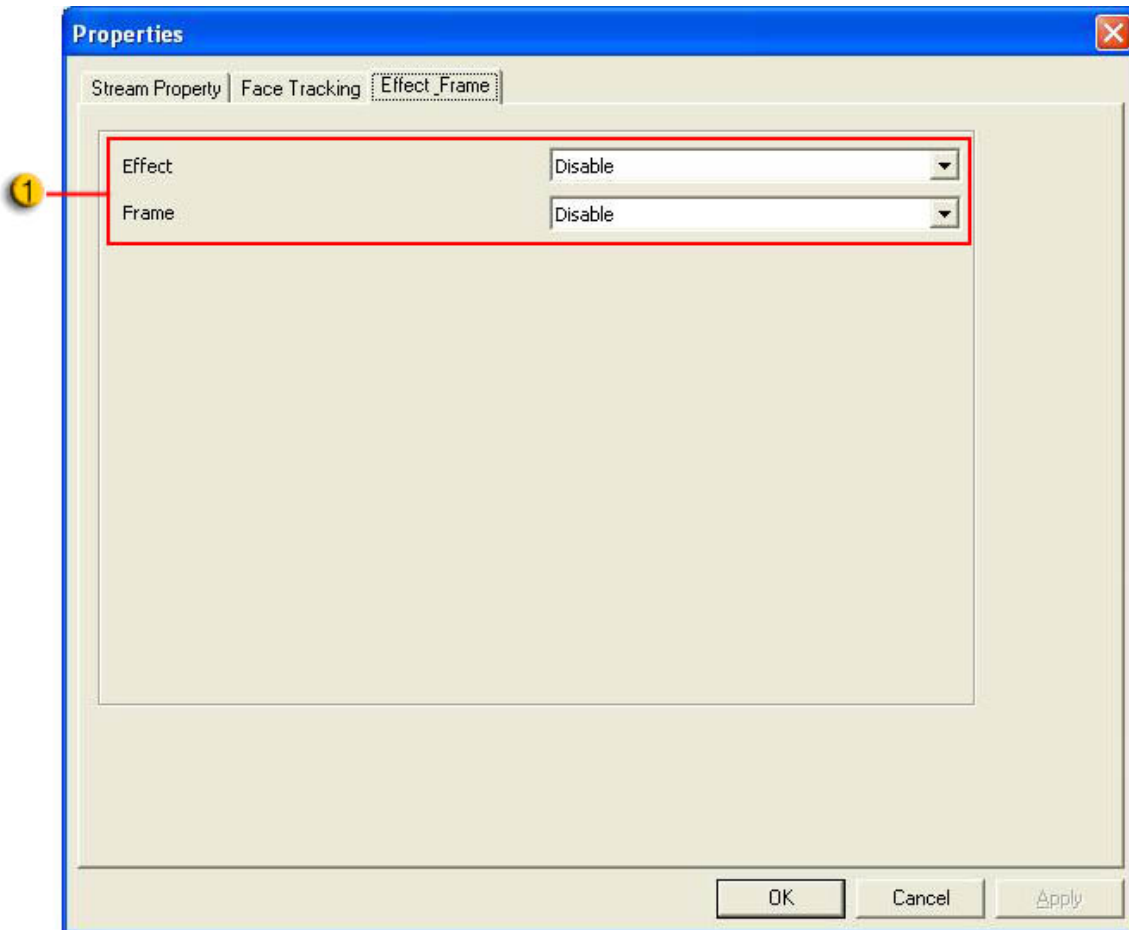 Properties
Stream Property Face Tracking Effect_Frame
1
Effect Disable
Frame Disable
OK Cancel Apply